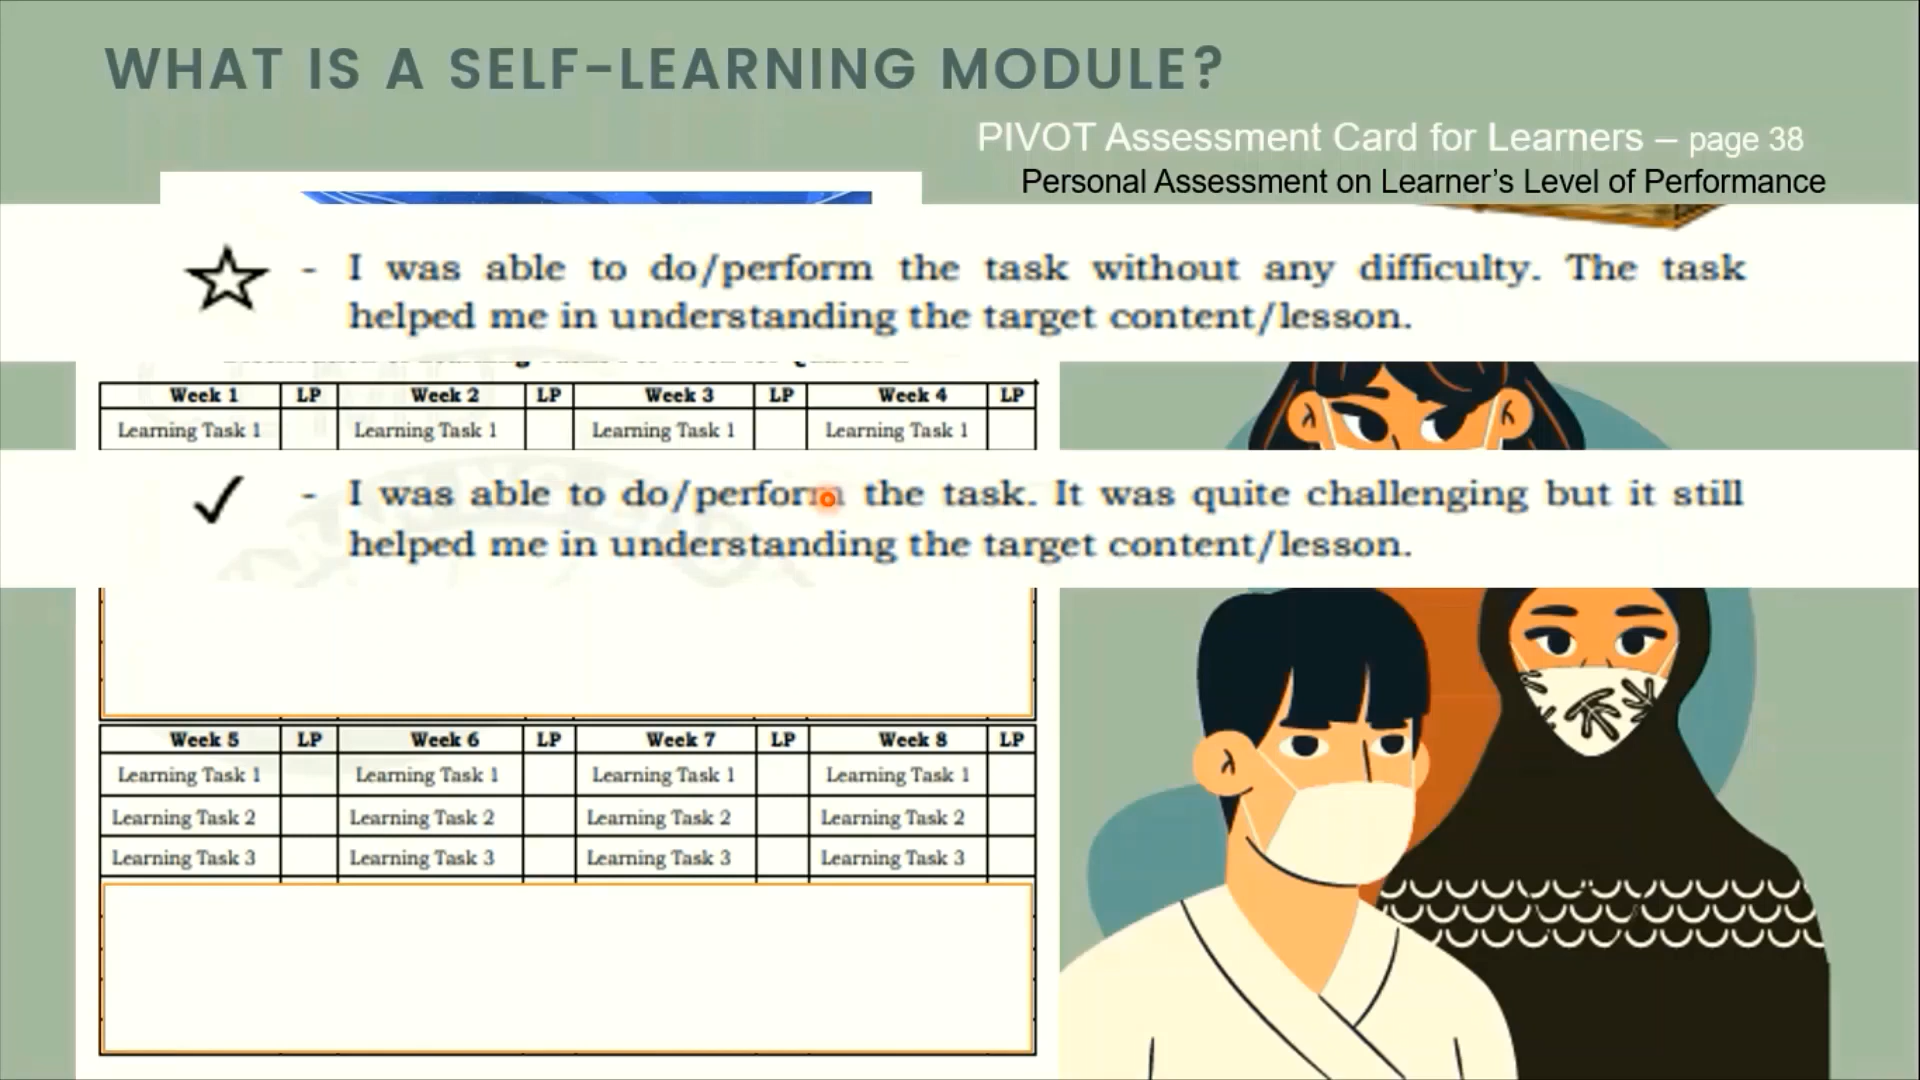 WHAT IS A SELF-LEARNING MODULE?
PIVOT Assessment Card for Learners – page 38
Personal Assessment on Learner's Level of Performance
- I was able to do/perform the task without any difficulty. The task
helped me in understanding the target content/lesson.
Week 1 LP Week 2 LP Week 3 LP Week 4 LP
Learning Task 1 Learning Task 1 Learning Task 1 Learning Task 1
✓ - I was able to do/perform the task. It was quite challenging but it still
helped me in understanding the target content/lesson.
Week 5 LP Week 6 LP Week 7 LP Week 8 LP
Learning Task 1 Learning Task 1 Learning Task 1 Learning Task 1
Learning Task 2 Learning Task 2 Learning Task 2 Learning Task 2
Learning Task 3 Learning Task 3 Learning Task 3 Learning Task 3